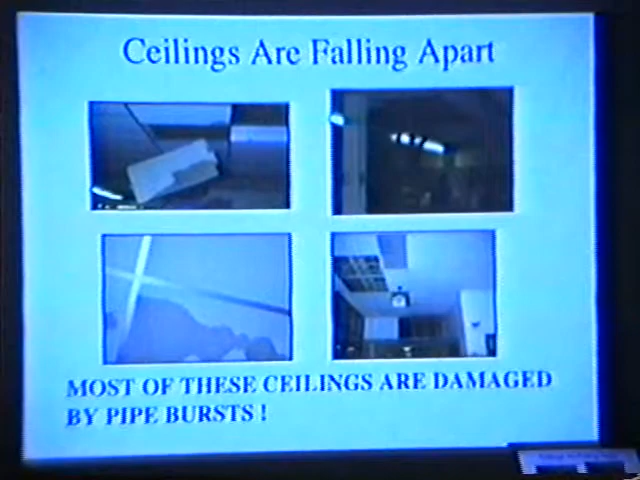 Ceilings Are Falling Apart
MOST OF THESE CEILINGS ARE DAMAGED
BY PIPE BURSTS !